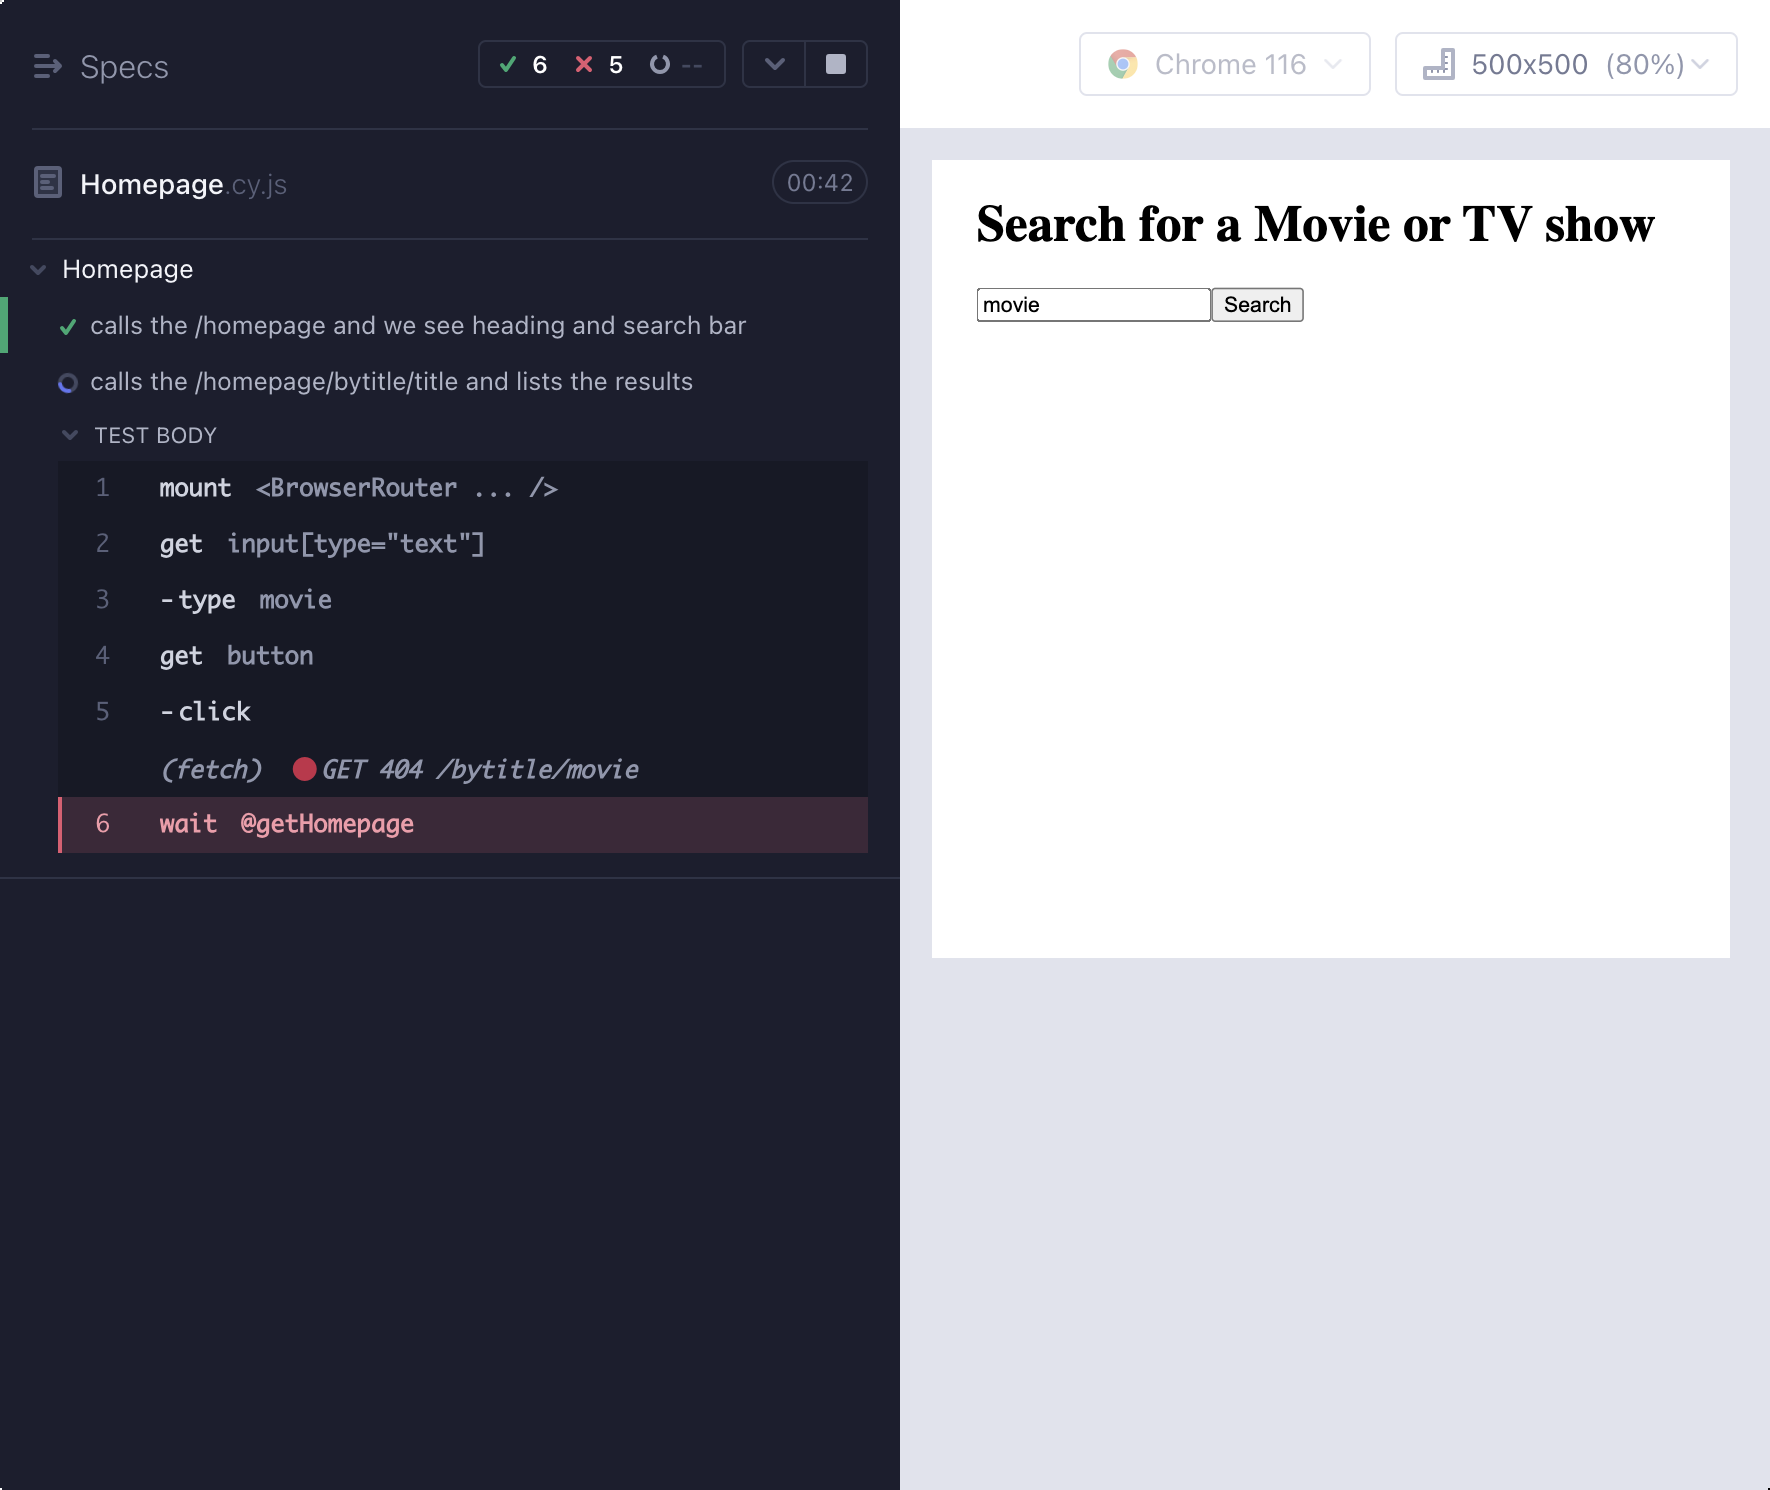 Specs 6 5 --
Homepage.cy.js 00:42
Homepage
calls the /homepage and we see heading and search bar
calls the /homepage/bytitle/title and lists the results
TEST BODY
1 mount <BrowserRouter ... />
2 get input[type="text"]
3 -type movie
4 get button
5 -click
(fetch) GET 404 /bytitle/movie
6 wait @getHomepage
Chrome 116 500x500 (80%)
Search for a Movie or TV show
movie Search